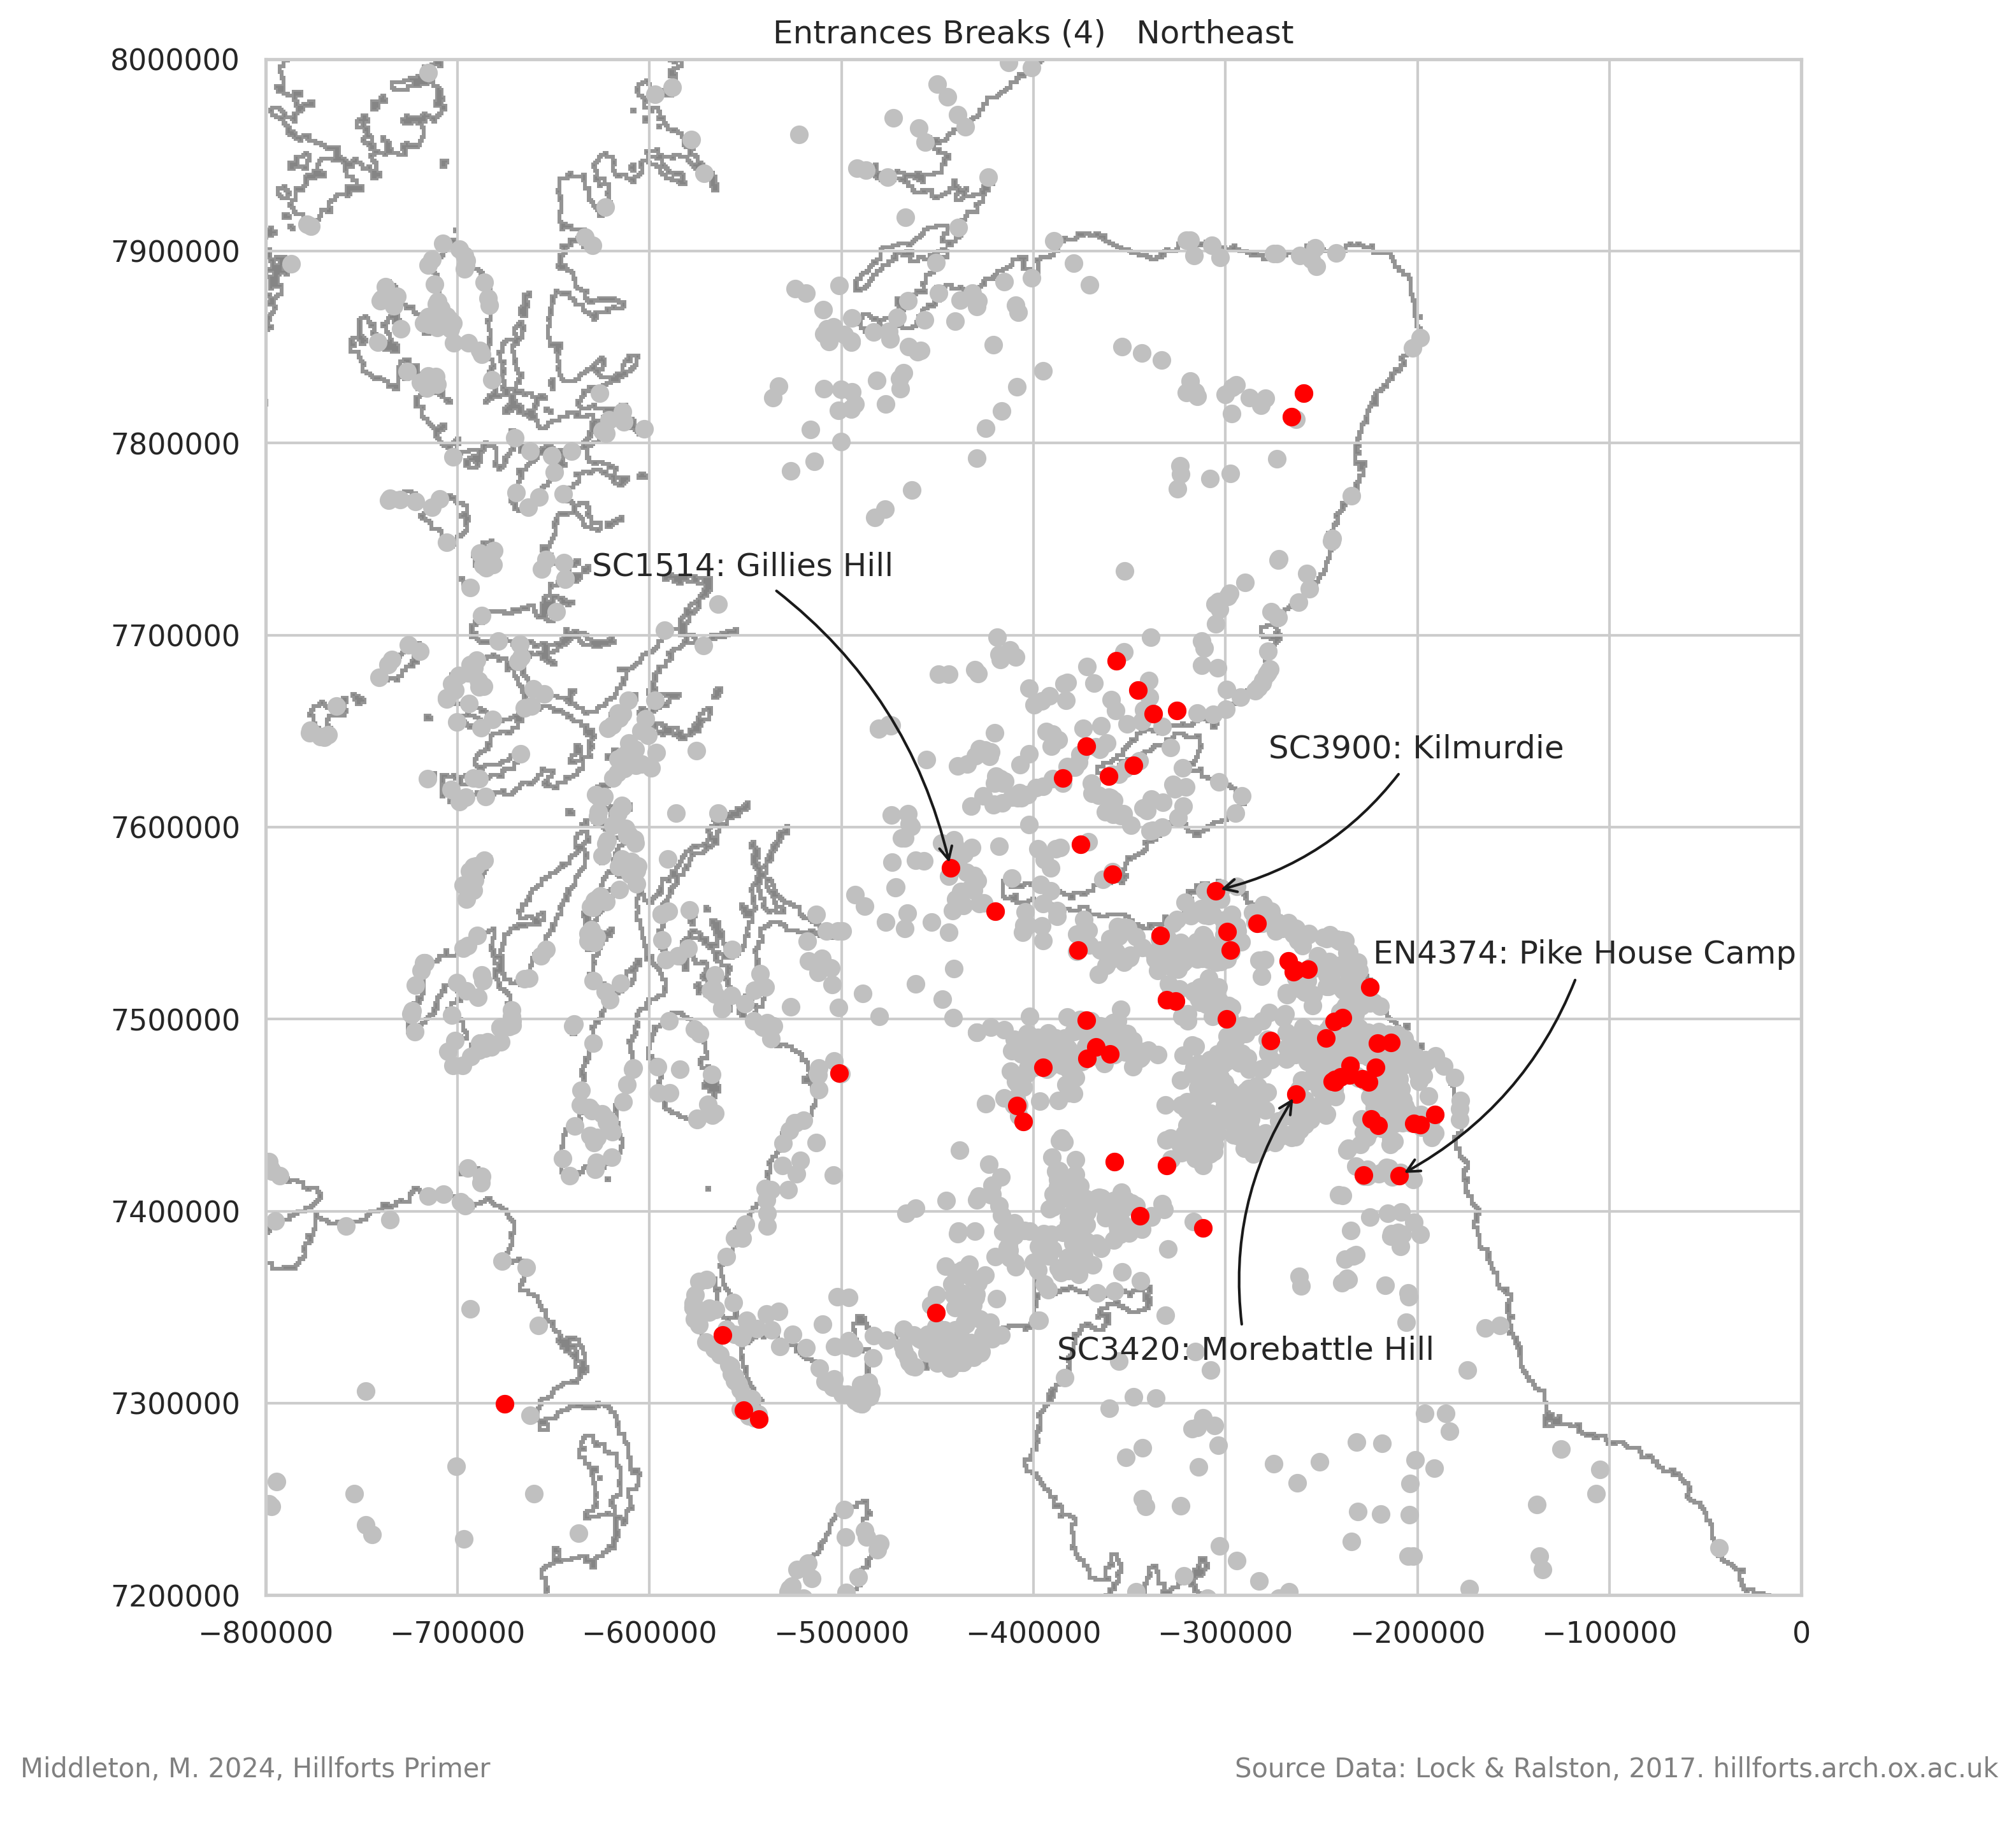 Entrances Breaks (4)   Northeast
8000000
7900000
7800000
7700000
7600000
7500000
7400000
7300000
7200000
SC1514: Gillies Hill
SC3900: Kilmurdie
EN4374: Pike House Camp
SC3420: Morebattle Hill
−800000 −700000 −600000 −500000 −400000 −300000 −200000 −100000 0
Middleton, M. 2024, Hillforts Primer
Source Data: Lock & Ralston, 2017. hillforts.arch.ox.ac.uk